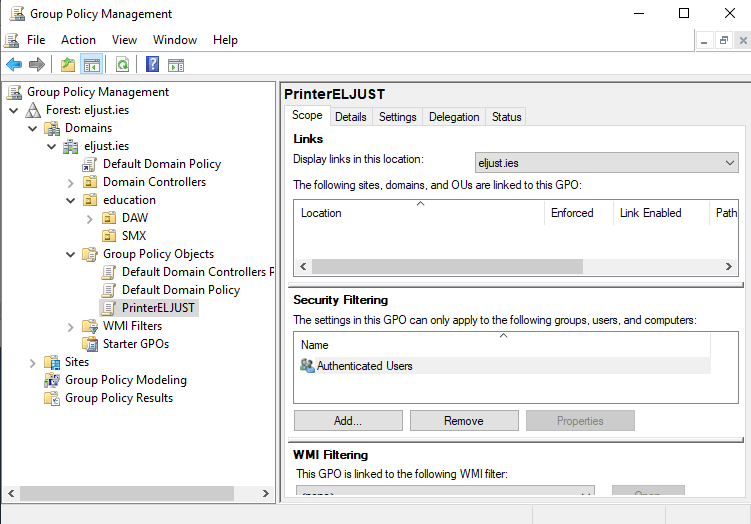 Group Policy Management
File Action View Window Help
Group Policy Management
Forest: eljust.ies
Domains
eljust.ies
Default Domain Policy
Domain Controllers
education
DAW
SMX
Group Policy Objects
Default Domain Controllers P
Default Domain Policy
PrinterELJUST
WMI Filters
Starter GPOs
Sites
Group Policy Modeling
Group Policy Results
PrinterELJUST
Scope Details Settings Delegation Status
Links
Display links in this location: eljust.ies
The following sites, domains, and OUs are linked to this GPO:
Location Enforced Link Enabled Path
Security Filtering
The settings in this GPO can only apply to the following groups, users, and computers:
Name
Authenticated Users
Add... Remove Properties
WMI Filtering
This GPO is linked to the following WMI filter:
<none> Open